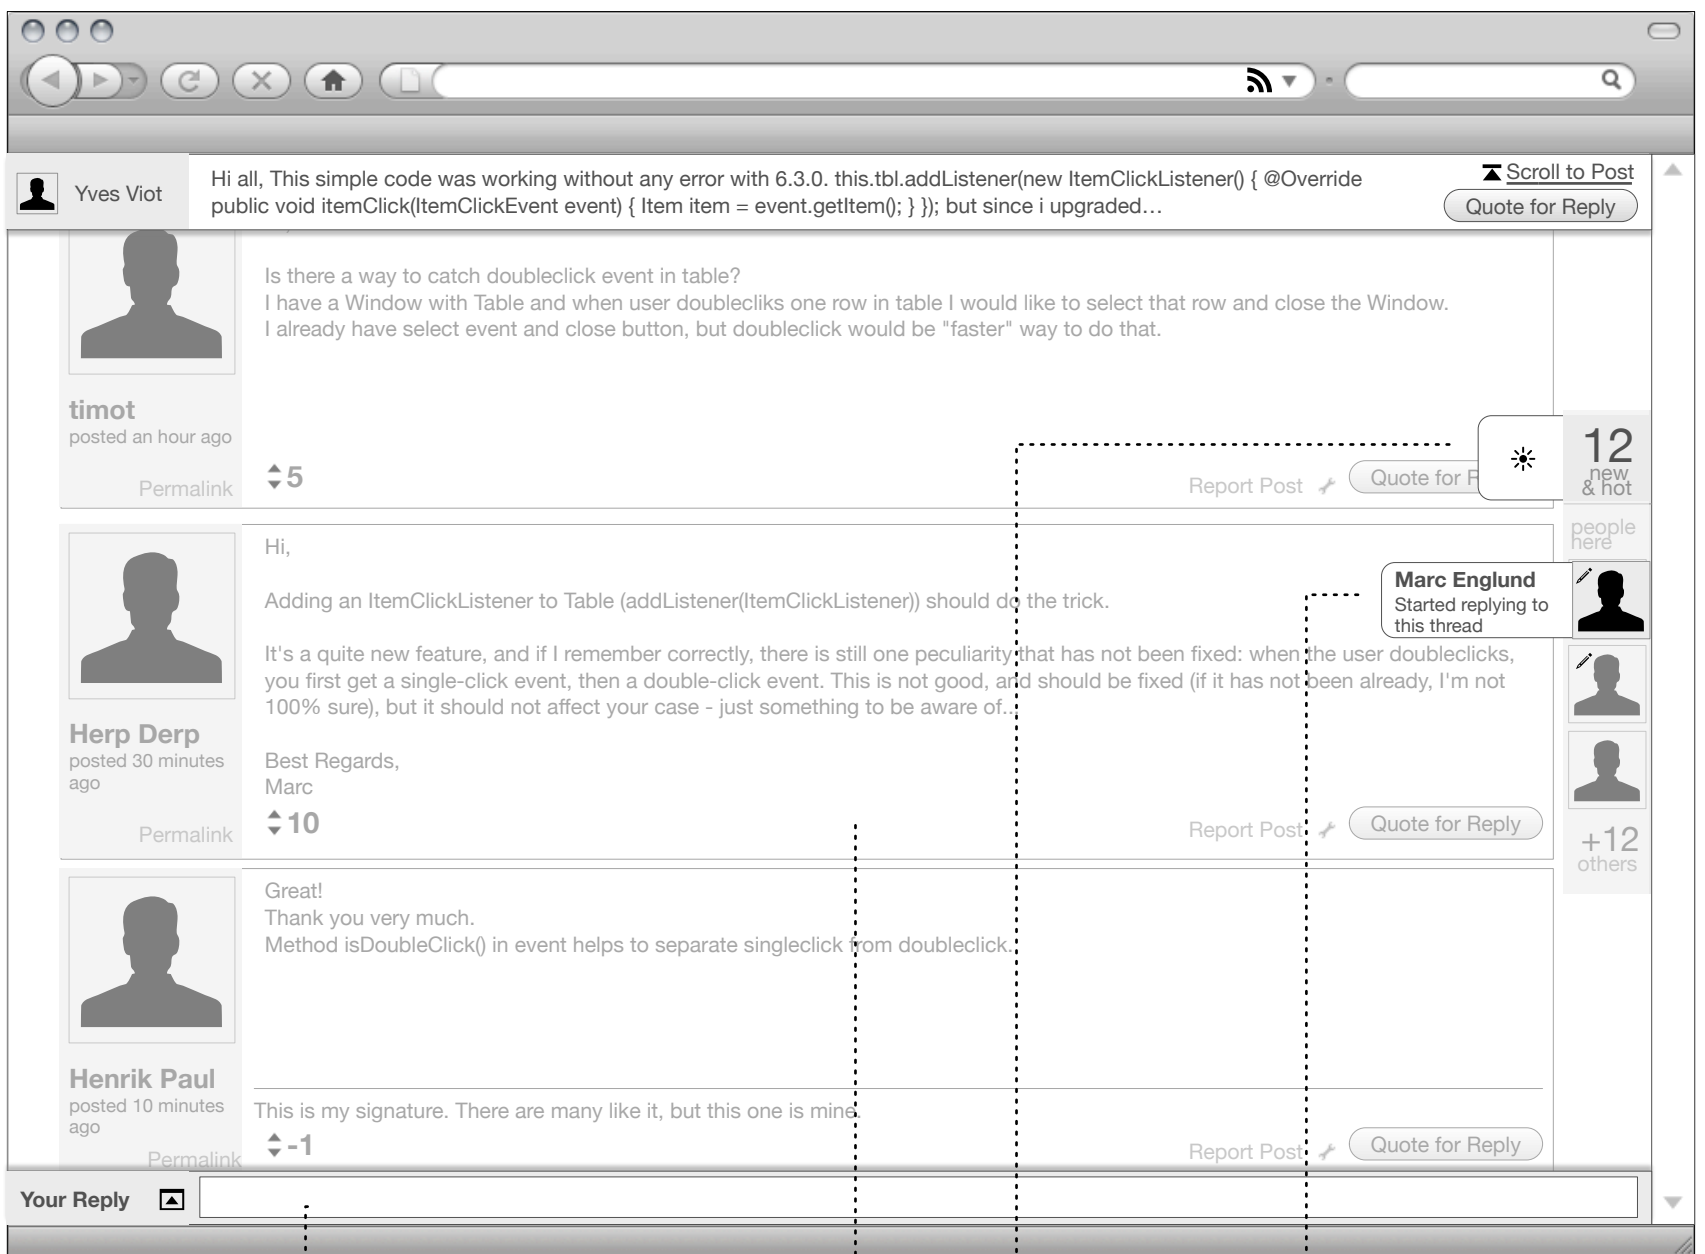 Yves Viot
Hi all, This simple code was working without any error with 6.3.0. this.tbl.addListener(new ItemClickListener() { @Override
public void itemClick(ItemClickEvent event) { Item item = event.getItem(); } }); but since i upgraded…
Scroll to Post
Quote for Reply
Is there a way to catch doubleclick event in table?
I have a Window with Table and when user doublecliks one row in table I would like to select that row and close the Window.
I already have select event and close button, but doubleclick would be "faster" way to do that.
timot
posted an hour ago
Permalink
5
Report Post
Quote for R
12
new
& hot
people
here
Marc Englund
Started replying to
this thread
+12
others
Hi,
Adding an ItemClickListener to Table (addListener(ItemClickListener)) should do the trick.
It's a quite new feature, and if I remember correctly, there is still one peculiarity that has not been fixed: when the user doubleclicks,
you first get a single-click event, then a double-click event. This is not good, and should be fixed (if it has not been already, I'm not
100% sure), but it should not affect your case - just something to be aware of...
Best Regards,
Marc
Herp Derp
posted 30 minutes
ago
Permalink
10
Report Post
Quote for Reply
Great!
Thank you very much.
Method isDoubleClick() in event helps to separate singleclick from doubleclick.
Henrik Paul
posted 10 minutes
ago
Permalink
This is my signature. There are many like it, but this one is mine.
-1
Report Post
Quote for Reply
Your Reply